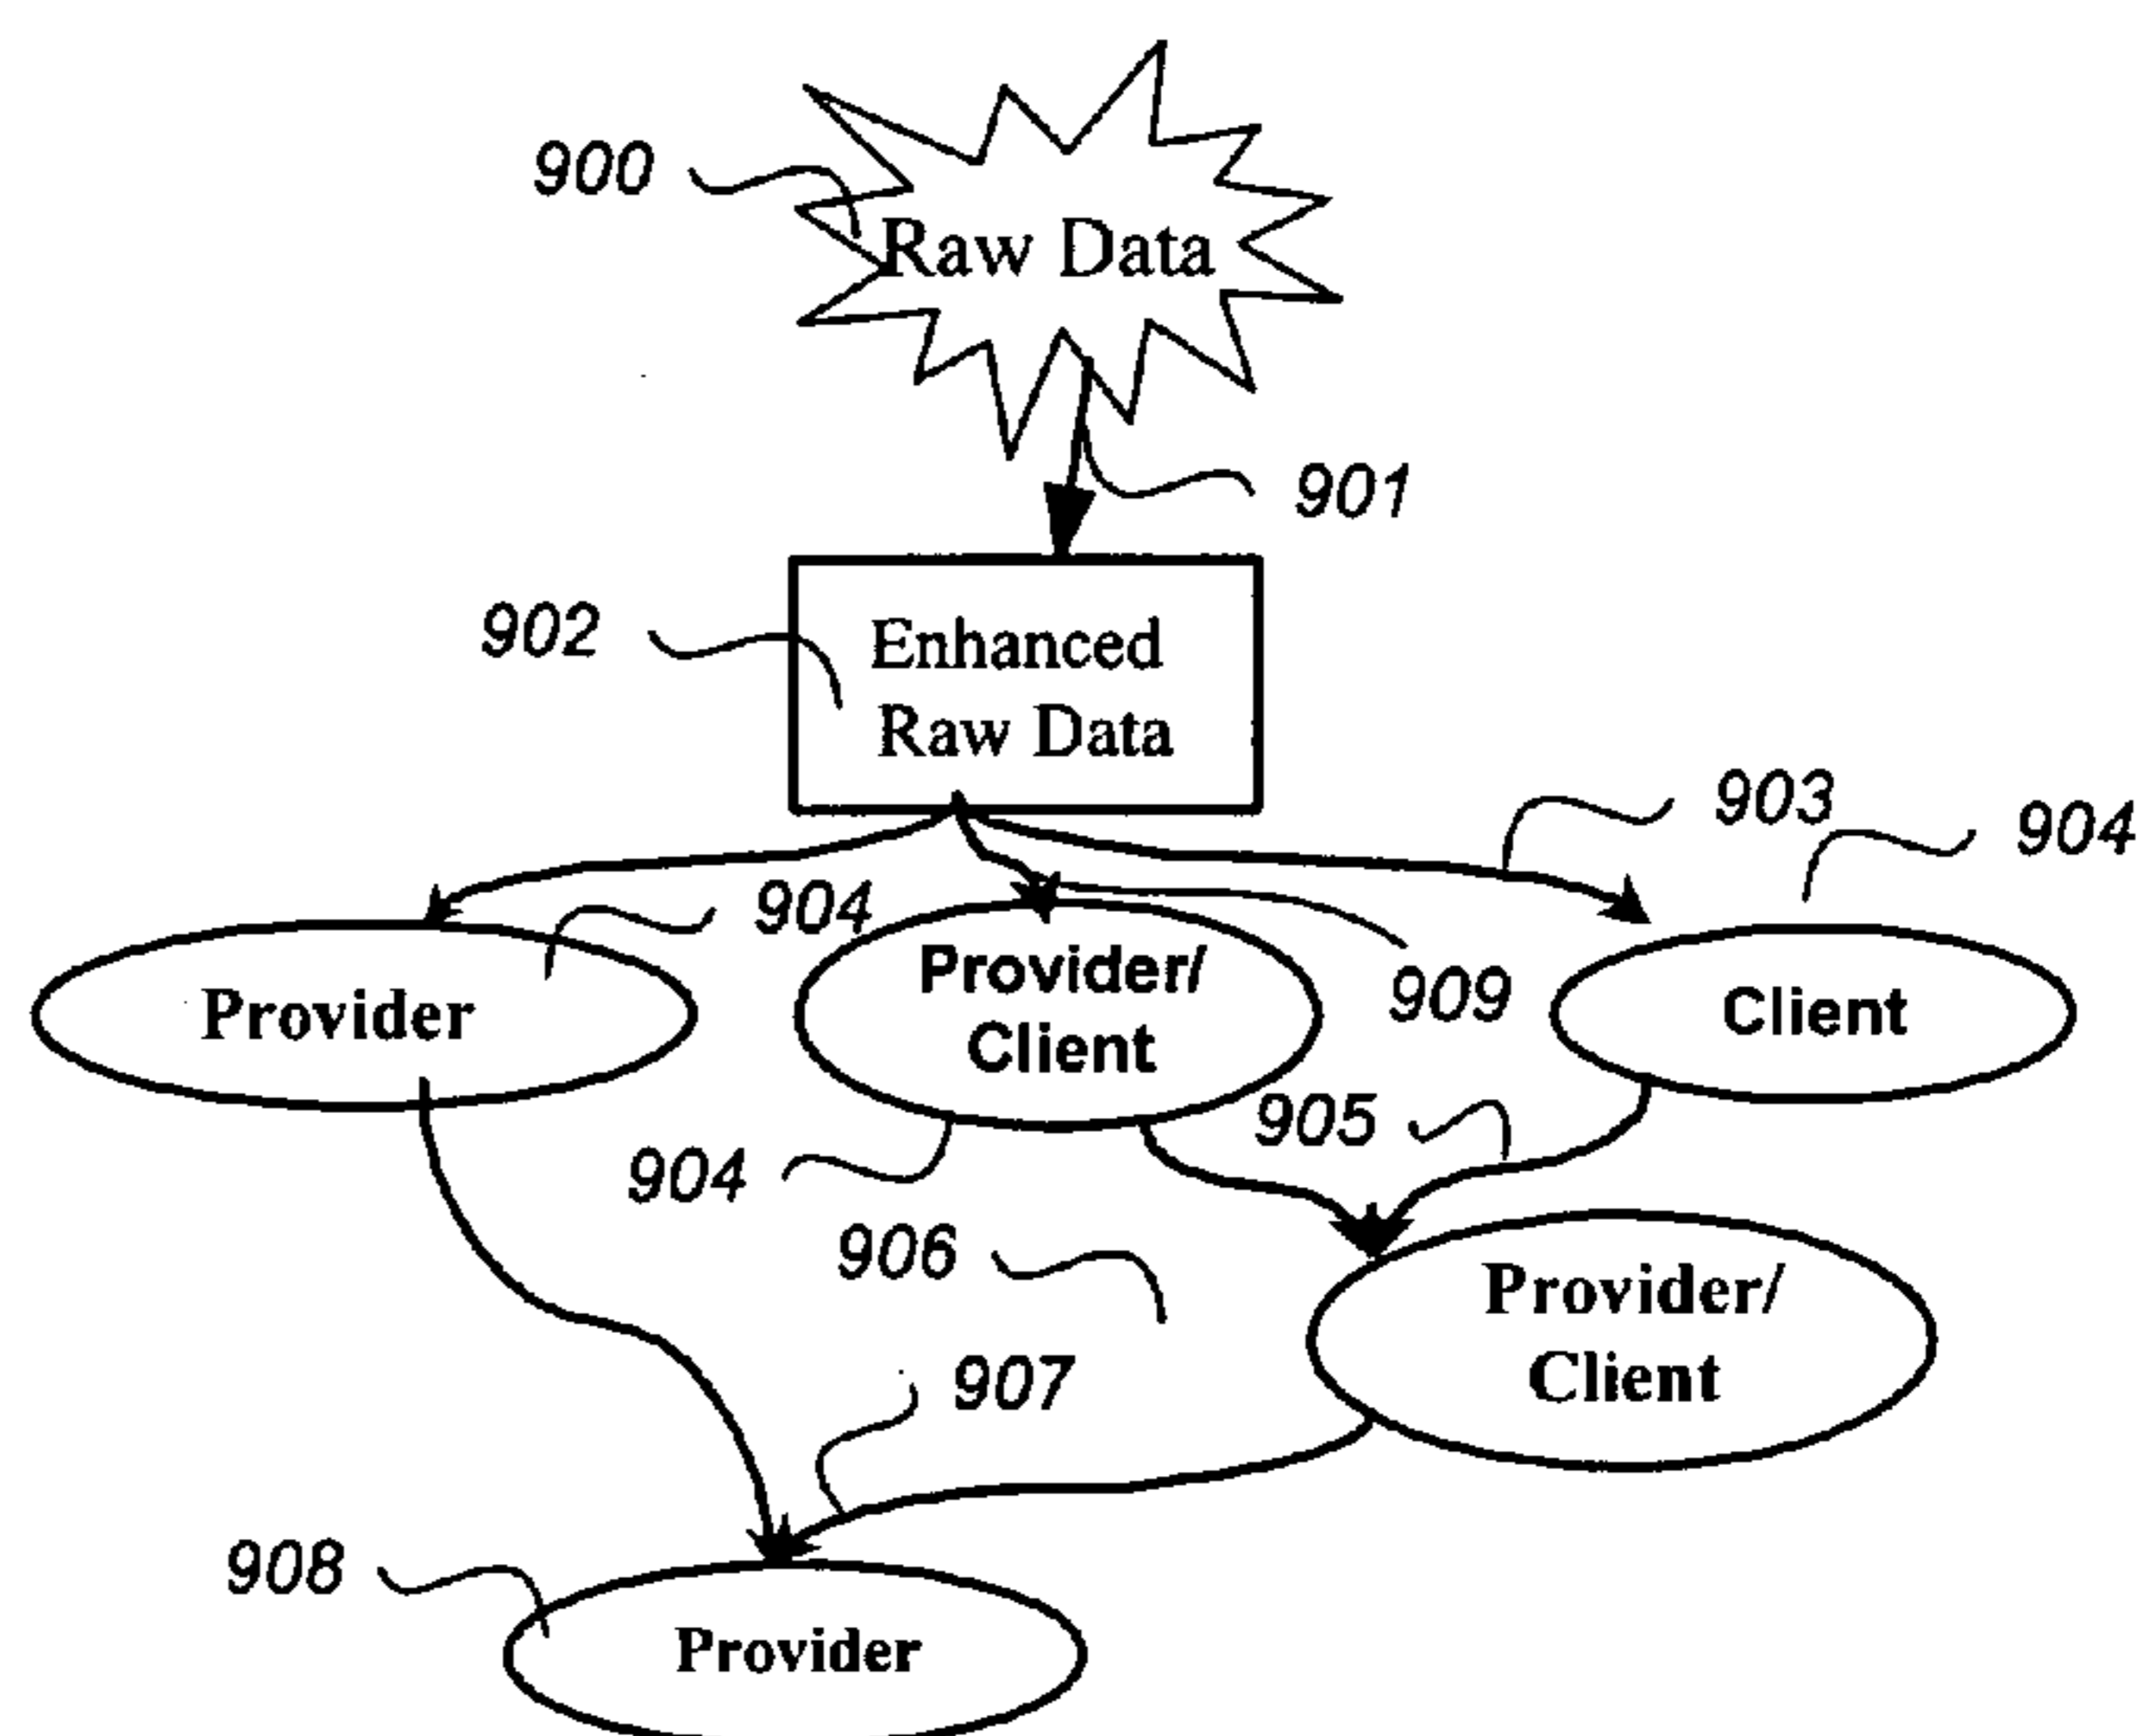 900
Raw Data
901
902
Enhanced
Raw Data
903
904
904
Provider
Provider/
Client
909
Client
904
905
906
Provider/
Client
907
908
Provider